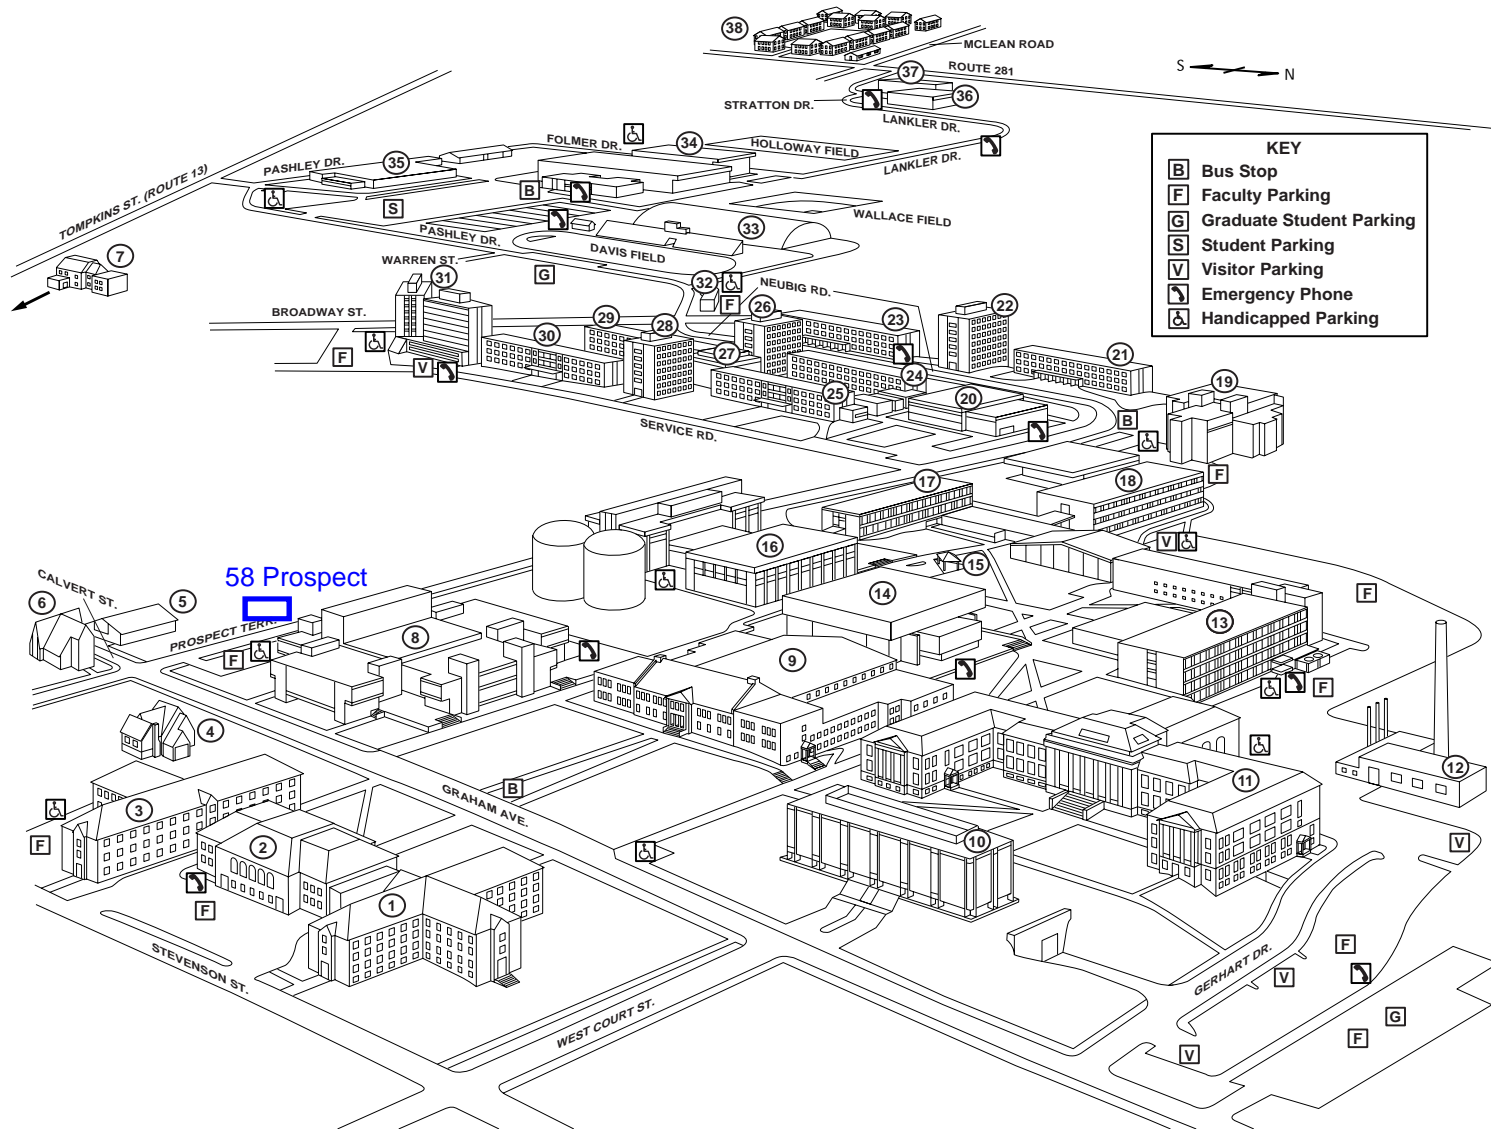 38
MCLEAN ROAD
ROUTE 281
S
N
37
36
STRATTON DR.
LANKLER DR.
FOLMER DR.
34
HOLLOWAY FIELD
LANKLER DR.
35
PASHLEY DR.
B
S
TOMPKINS ST. (ROUTE 13)
WALLACE FIELD
33
PASHLEY DR.
DAVIS FIELD
KEY
B Bus Stop
F Faculty Parking
G Graduate Student Parking
S Student Parking
V Visitor Parking
Emergency Phone
Handicapped Parking
7
WARREN ST.
G
31
32
NEUBIG RD.
F
BROADWAY ST.
29
28
26
23
22
30
27
21
F
V
24
19
25
20
B
SERVICE RD.
F
17
18
16
V
15
58 Prospect
CALVERT ST.
6
5
14
F
PROSPECT TERR.
8
13
F
9
F
4
12
11
B
GRAHAM AVE.
3
F
2
10
V
F
1
F
STEVENSON ST.
GERHART DR.
V
WEST COURT ST.
G
F
V